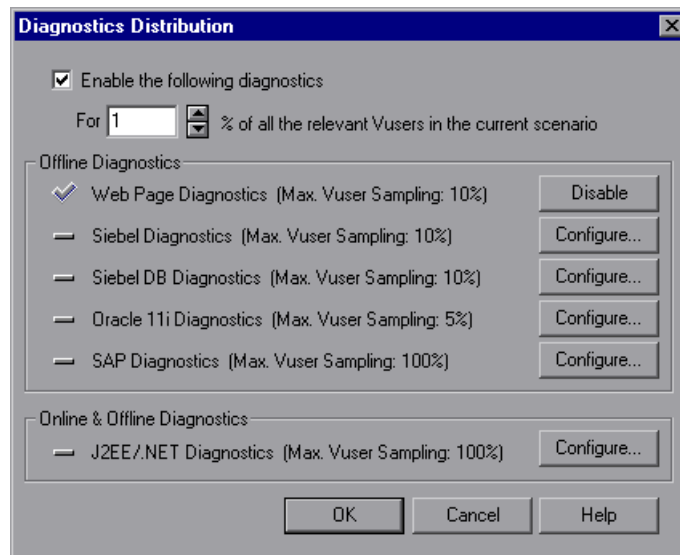 Diagnostics Distribution
Enable the following diagnostics
For 1 % of all the relevant Vusers in the current scenario
Offline Diagnostics
Web Page Diagnostics (Max. Vuser Sampling: 10%) Disable
Siebel Diagnostics (Max. Vuser Sampling: 10%) Configure...
Siebel DB Diagnostics (Max. Vuser Sampling: 10%) Configure...
Oracle 11i Diagnostics (Max. Vuser Sampling: 5%) Configure...
SAP Diagnostics (Max. Vuser Sampling: 100%) Configure...
Online & Offline Diagnostics
J2EE/.NET Diagnostics (Max. Vuser Sampling: 100%) Configure...
OK Cancel Help